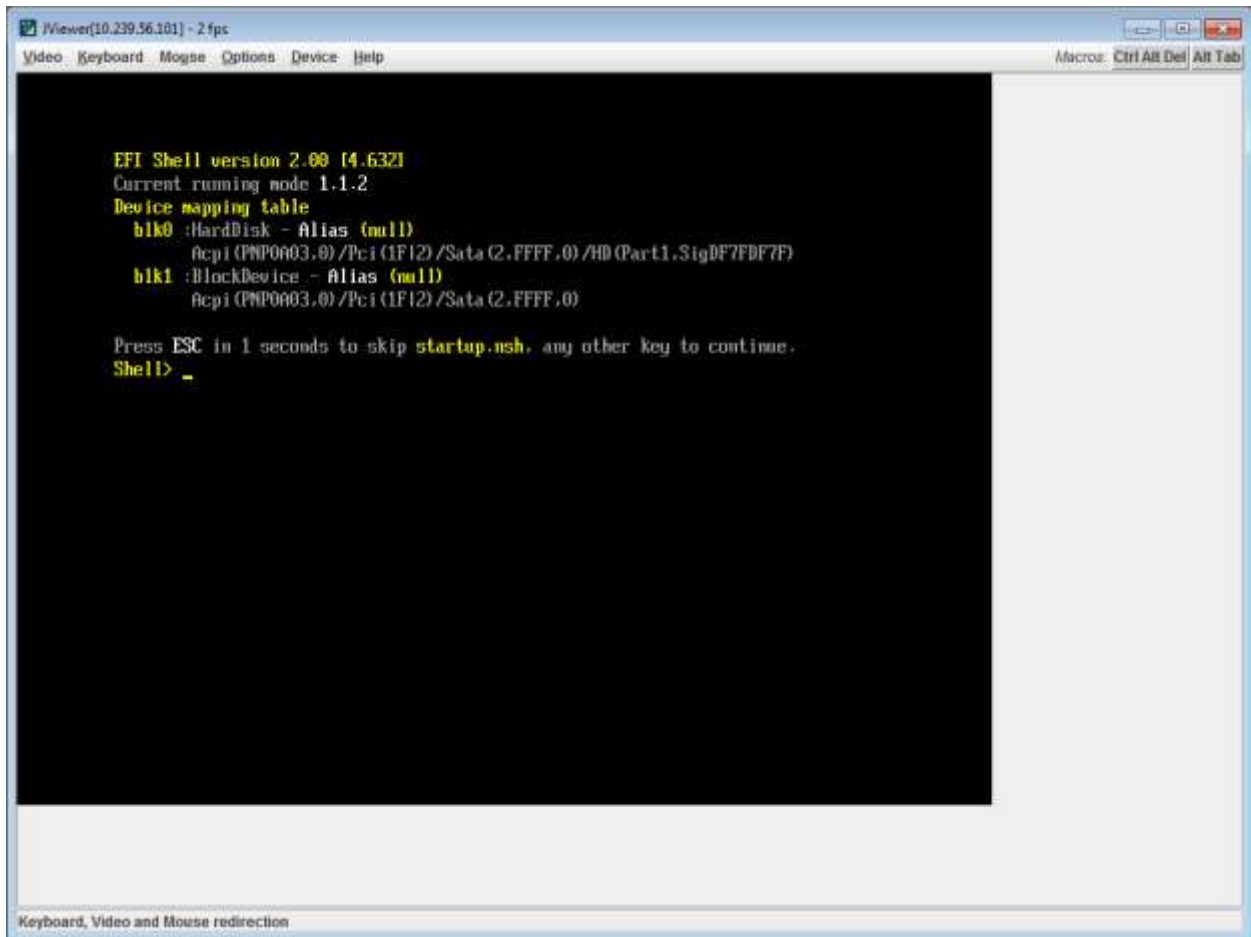 JViewer[10.239.56.101] - 2 fps
Video Keyboard Mouse Options Device Help Macros: Ctrl Alt Del Alt Tab
EFI Shell version 2.00 [4.632]
Current running mode 1.1.2
Device mapping table
blk0 :HardDisk - Alias (null)
Acpi(PNP0A03,0)/Pci(1F|2)/Sata(2,FFFF,0)/HD(Part1,SigDF7FDF7F)
blk1 :BlockDevice - Alias (null)
Acpi(PNP0A03,0)/Pci(1F|2)/Sata(2,FFFF,0)
Press ESC in 1 seconds to skip startup.nsh, any other key to continue.
Shell> _
Keyboard, Video and Mouse redirection